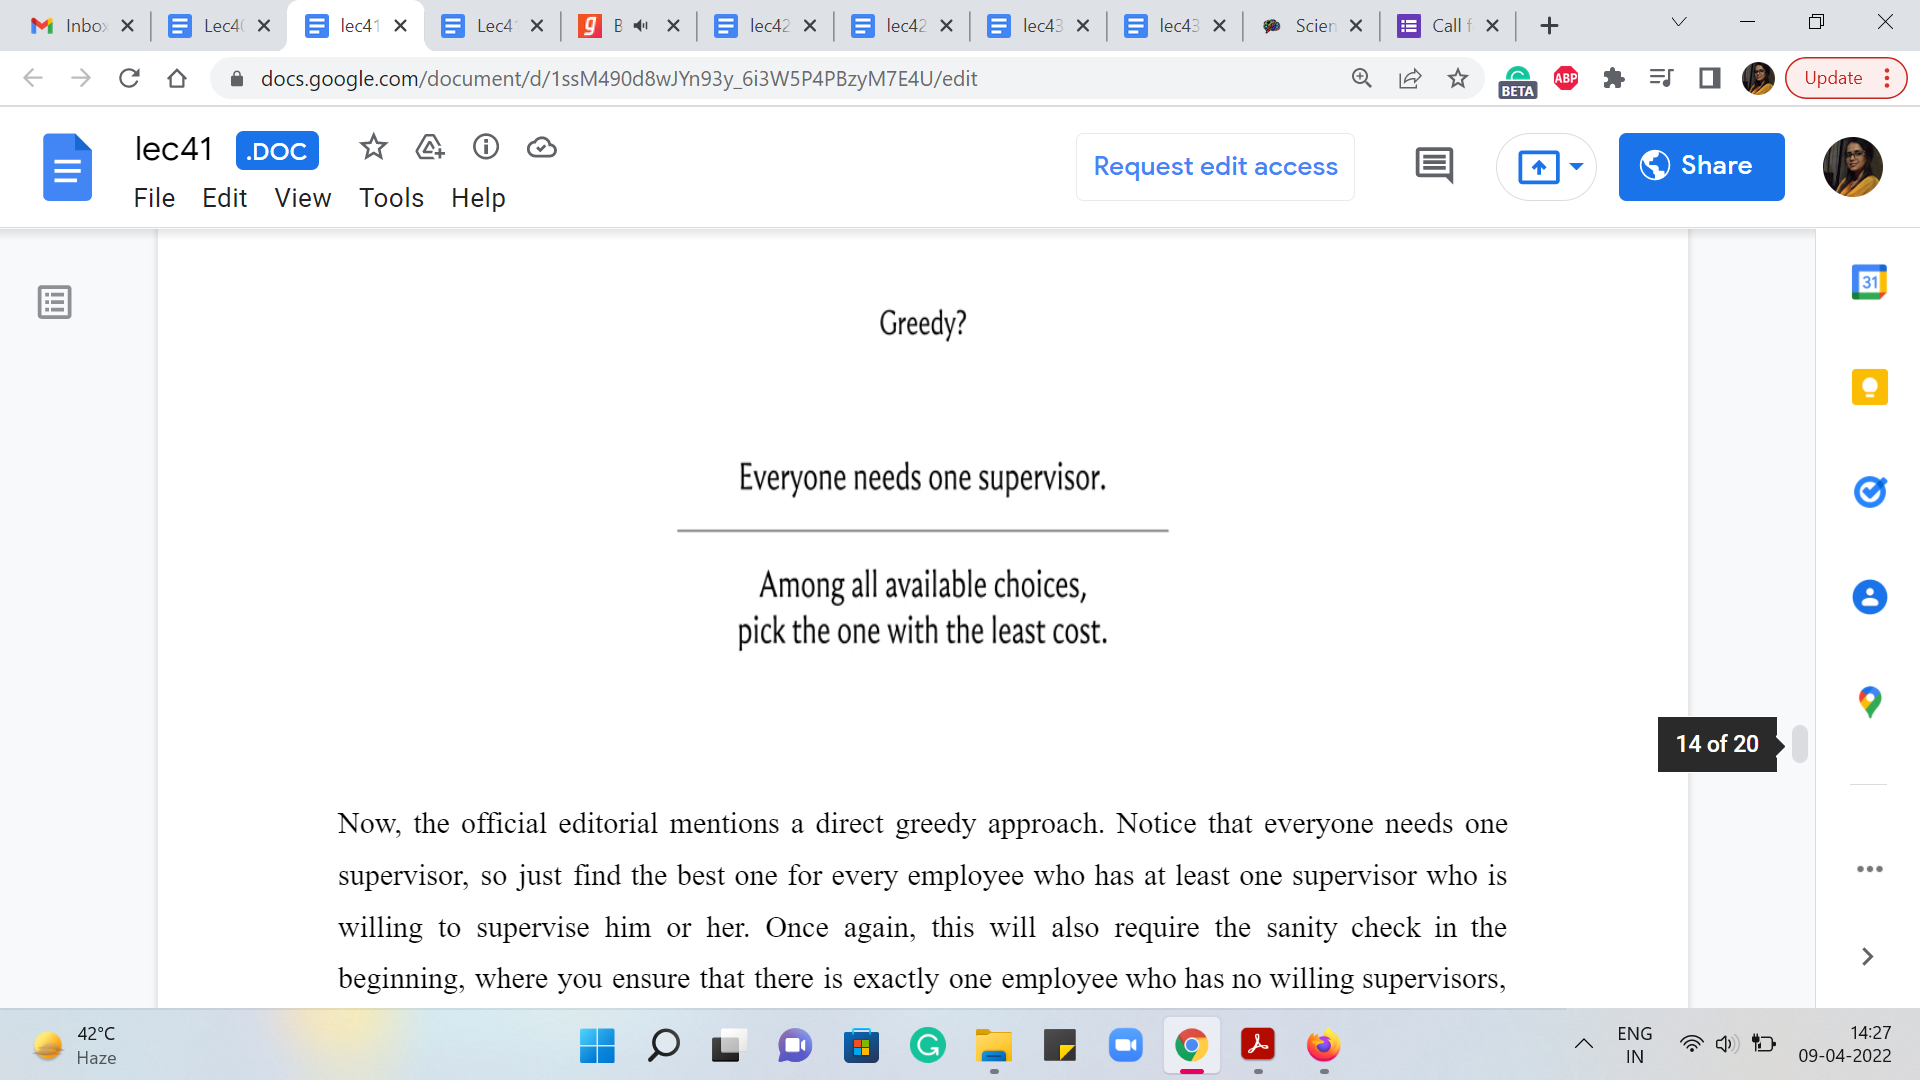 Inbox
Lec40
lec41
Lec41
B
lec42
lec42
lec43
lec43
Scien
Call f
docs.google.com/document/d/1ssM490d8wJYn93y_6i3W5P4PBzyM7E4U/edit
BETA
ABP
Update
lec41
.DOC
Request edit access
Share
File Edit View Tools Help
31
Greedy?
Everyone needs one supervisor.
Among all available choices,
pick the one with the least cost.
14 of 20
Now, the official editorial mentions a direct greedy approach. Notice that everyone needs one
supervisor, so just find the best one for every employee who has at least one supervisor who is
willing to supervise him or her. Once again, this will also require the sanity check in the
beginning, where you ensure that there is exactly one employee who has no willing supervisors,
42°C
Haze
ENG
IN
14:27
09-04-2022